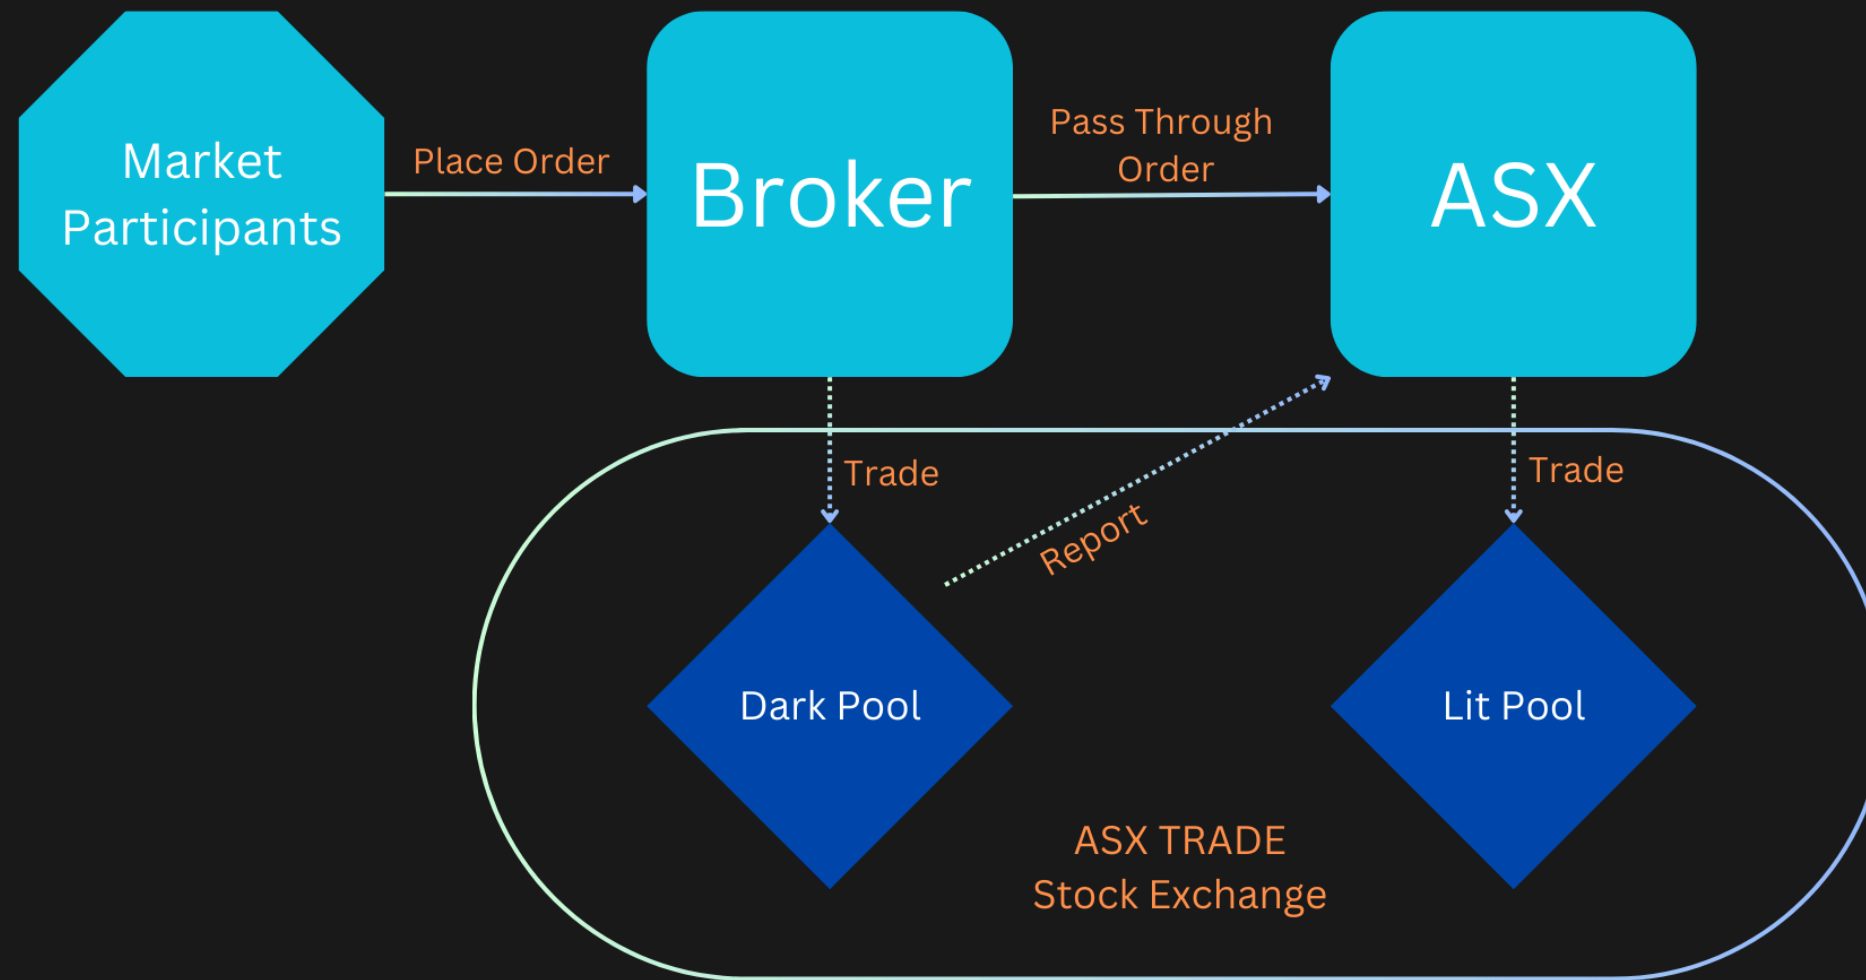 Market
Participants
Place Order
Broker
Pass Through
Order
ASX
Trade
Report
Trade
Dark Pool
Lit Pool
ASX TRADE
Stock Exchange